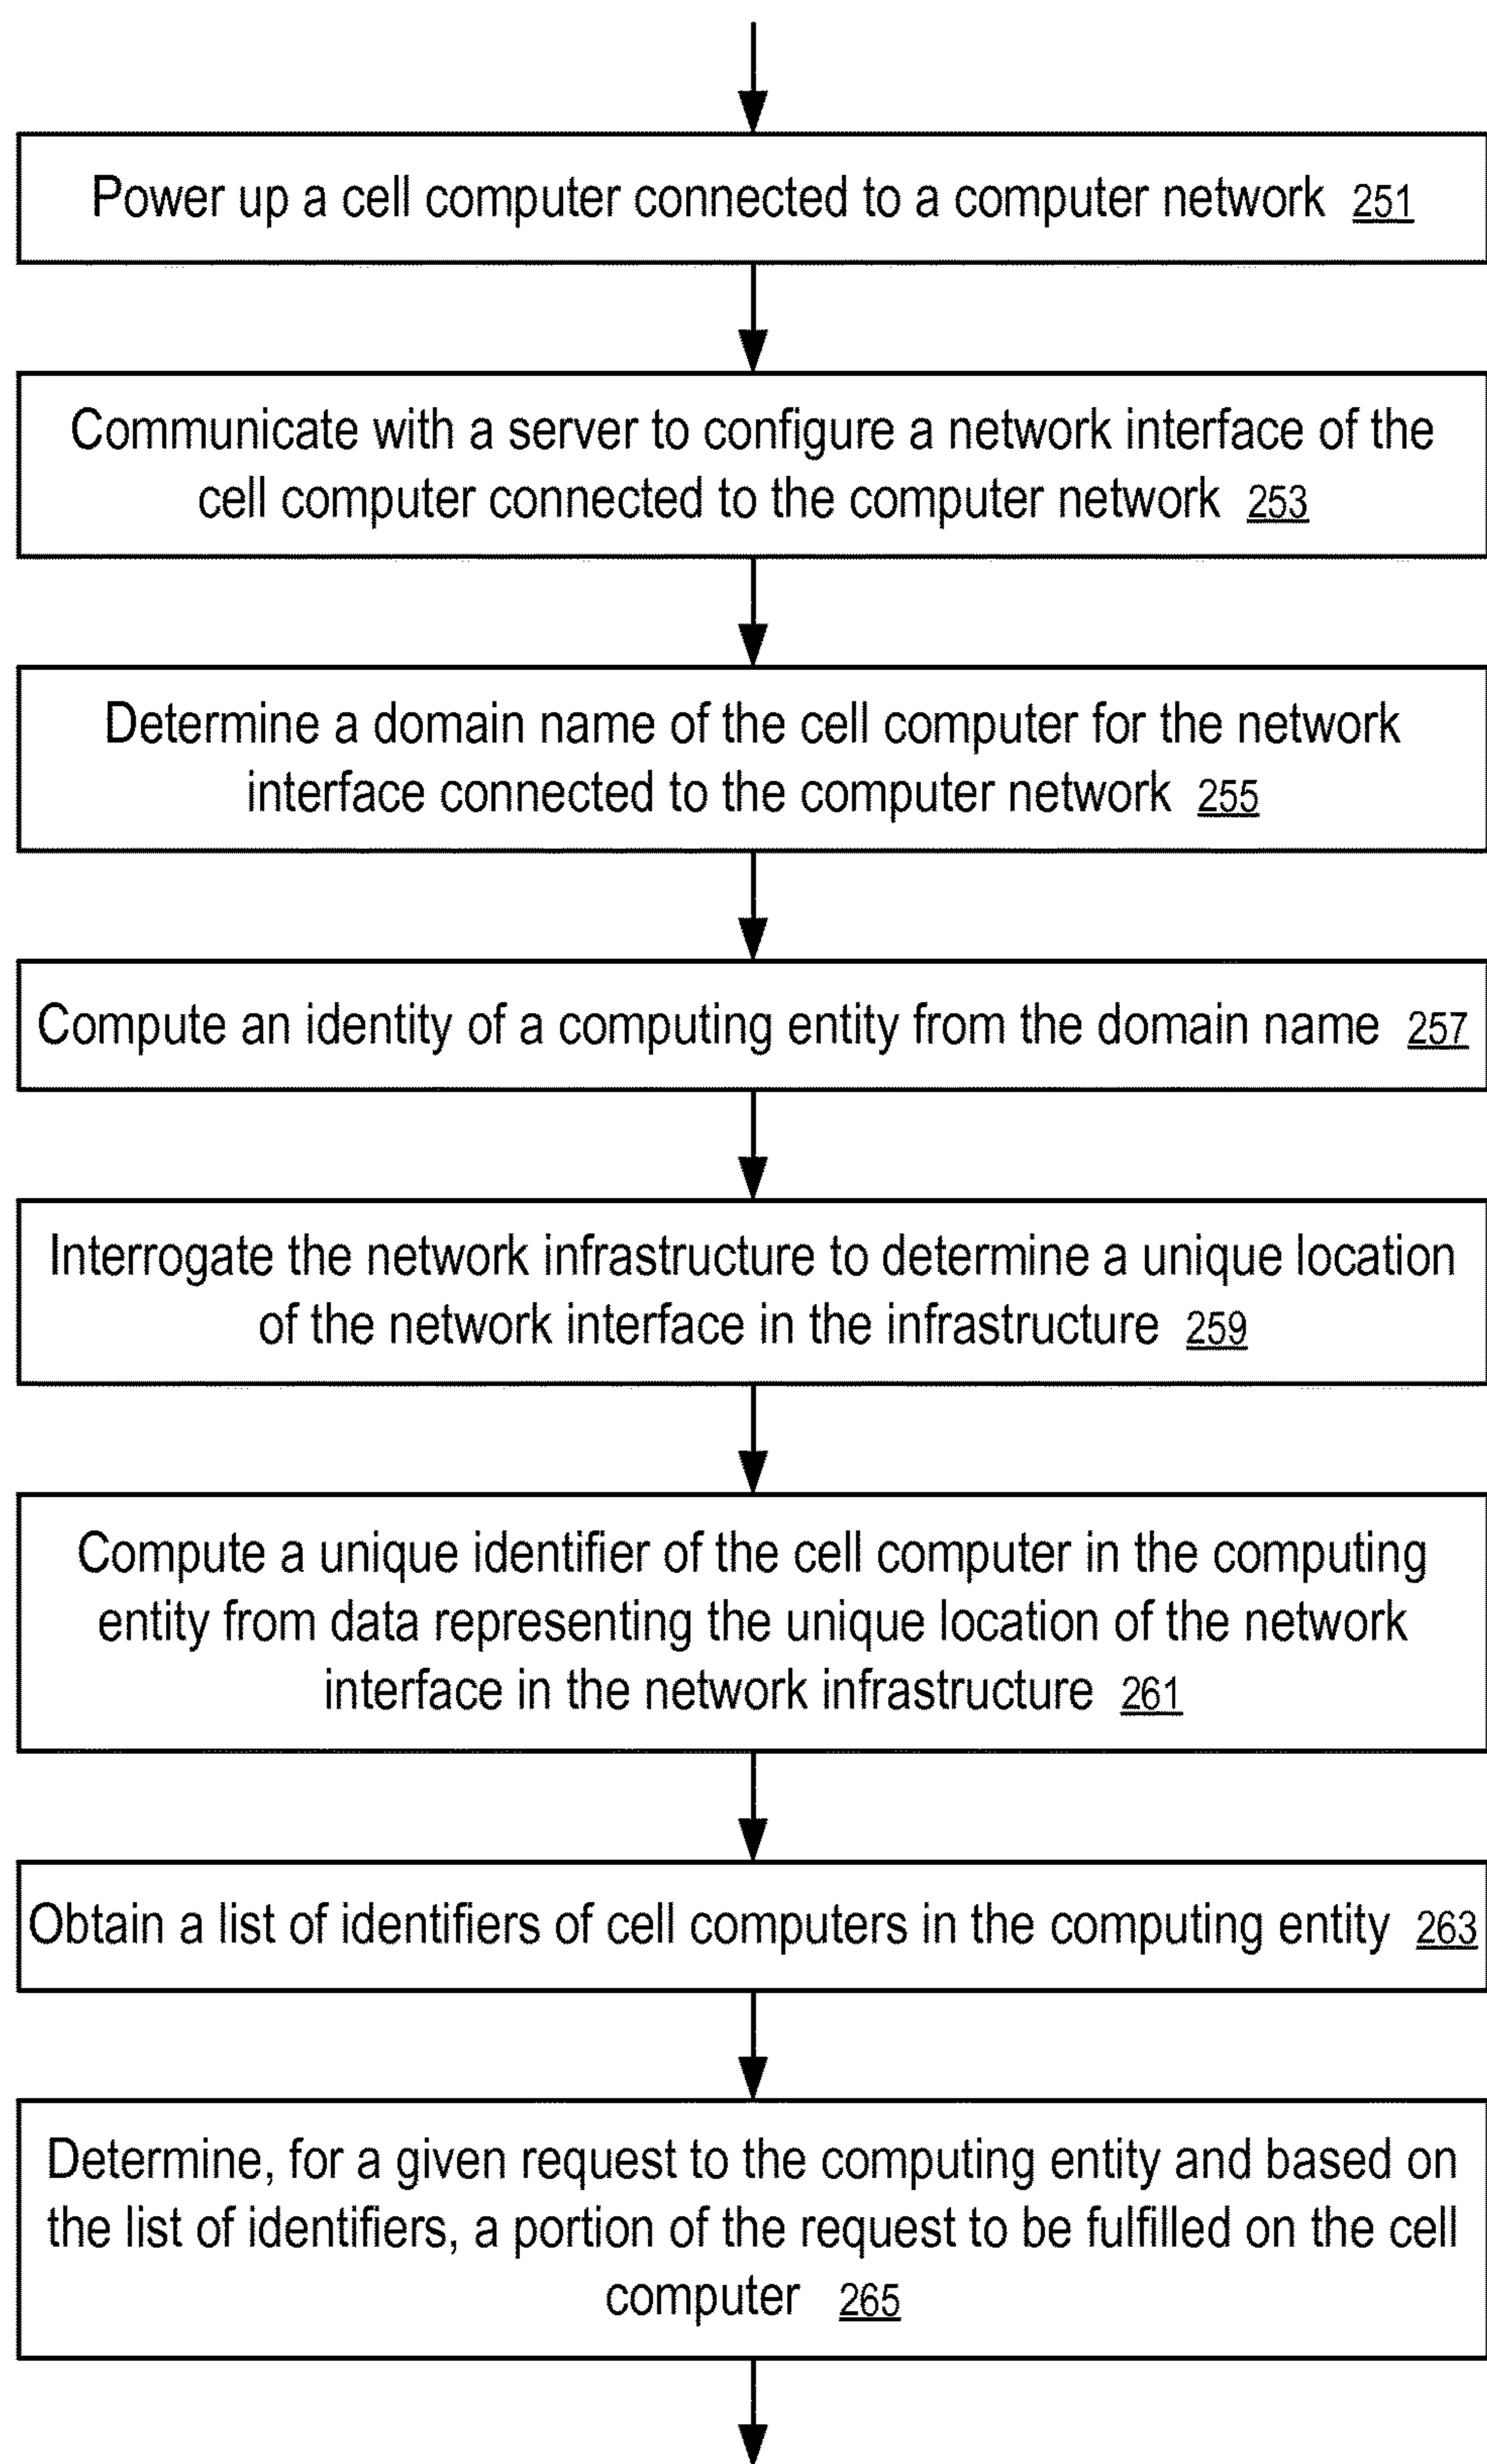 Power up a cell computer connected to a computer network 251
Communicate with a server to configure a network interface of the
cell computer connected to the computer network 253
Determine a domain name of the cell computer for the network
interface connected to the computer network 255
Compute an identity of a computing entity from the domain name 257
Interrogate the network infrastructure to determine a unique location
of the network interface in the infrastructure 259
Compute a unique identifier of the cell computer in the computing
entity from data representing the unique location of the network
interface in the network infrastructure 261
Obtain a list of identifiers of cell computers in the computing entity 263
Determine, for a given request to the computing entity and based on
the list of identifiers, a portion of the request to be fulfilled on the cell
computer 265